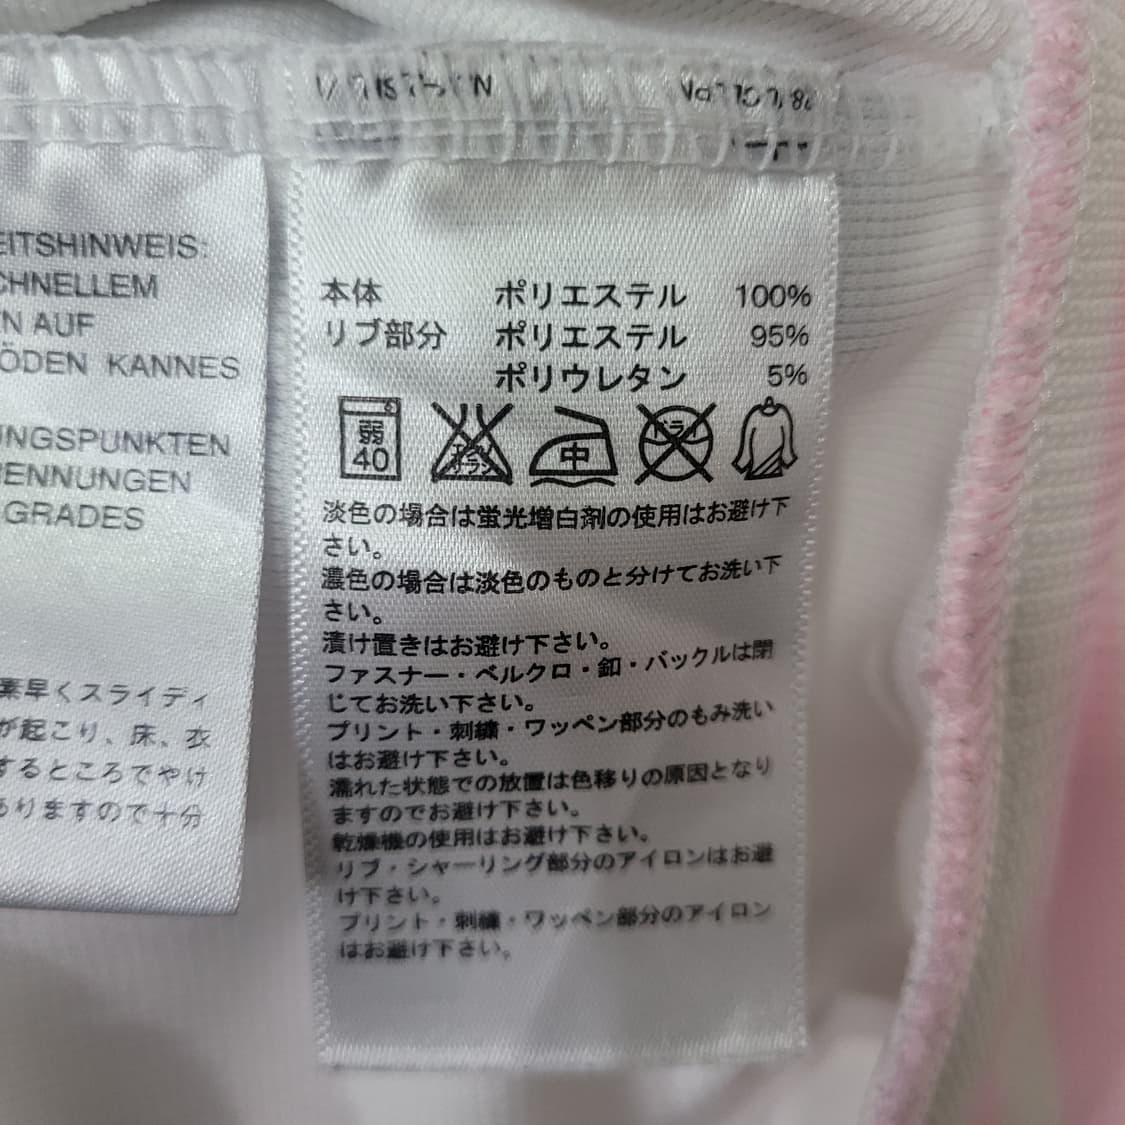 EITSHINWEIS:
CHNELLEM
N AUF
ÖDEN KANNES
UNGSPUNKTEN
RENNUNGEN
GRADES
素早くスライディ
が起こり、床、衣
するところでやけ
ありますので十分
本体 ポリエステル 100%
リブ部分 ポリエステル 95%
ポリウレタン 5%
弱 40 中
淡色の場合は蛍光増白剤の使用はお避け下
さい。
濃色の場合は淡色のものと分けてお洗い下
さい。
漬け置きはお避け下さい。
ファスナー・ベルクロ・釦・バックルは閉
じてお洗い下さい。
プリント・刺繍・ワッペン部分のもみ洗い
はお避け下さい。
濡れた状態での放置は色移りの原因となり
ますのでお避け下さい。
乾燥機の使用はお避け下さい。
リブ・シャーリング部分のアイロンはお避
け下さい。
プリント・刺繍・ワッペン部分のアイロン
はお避け下さい。